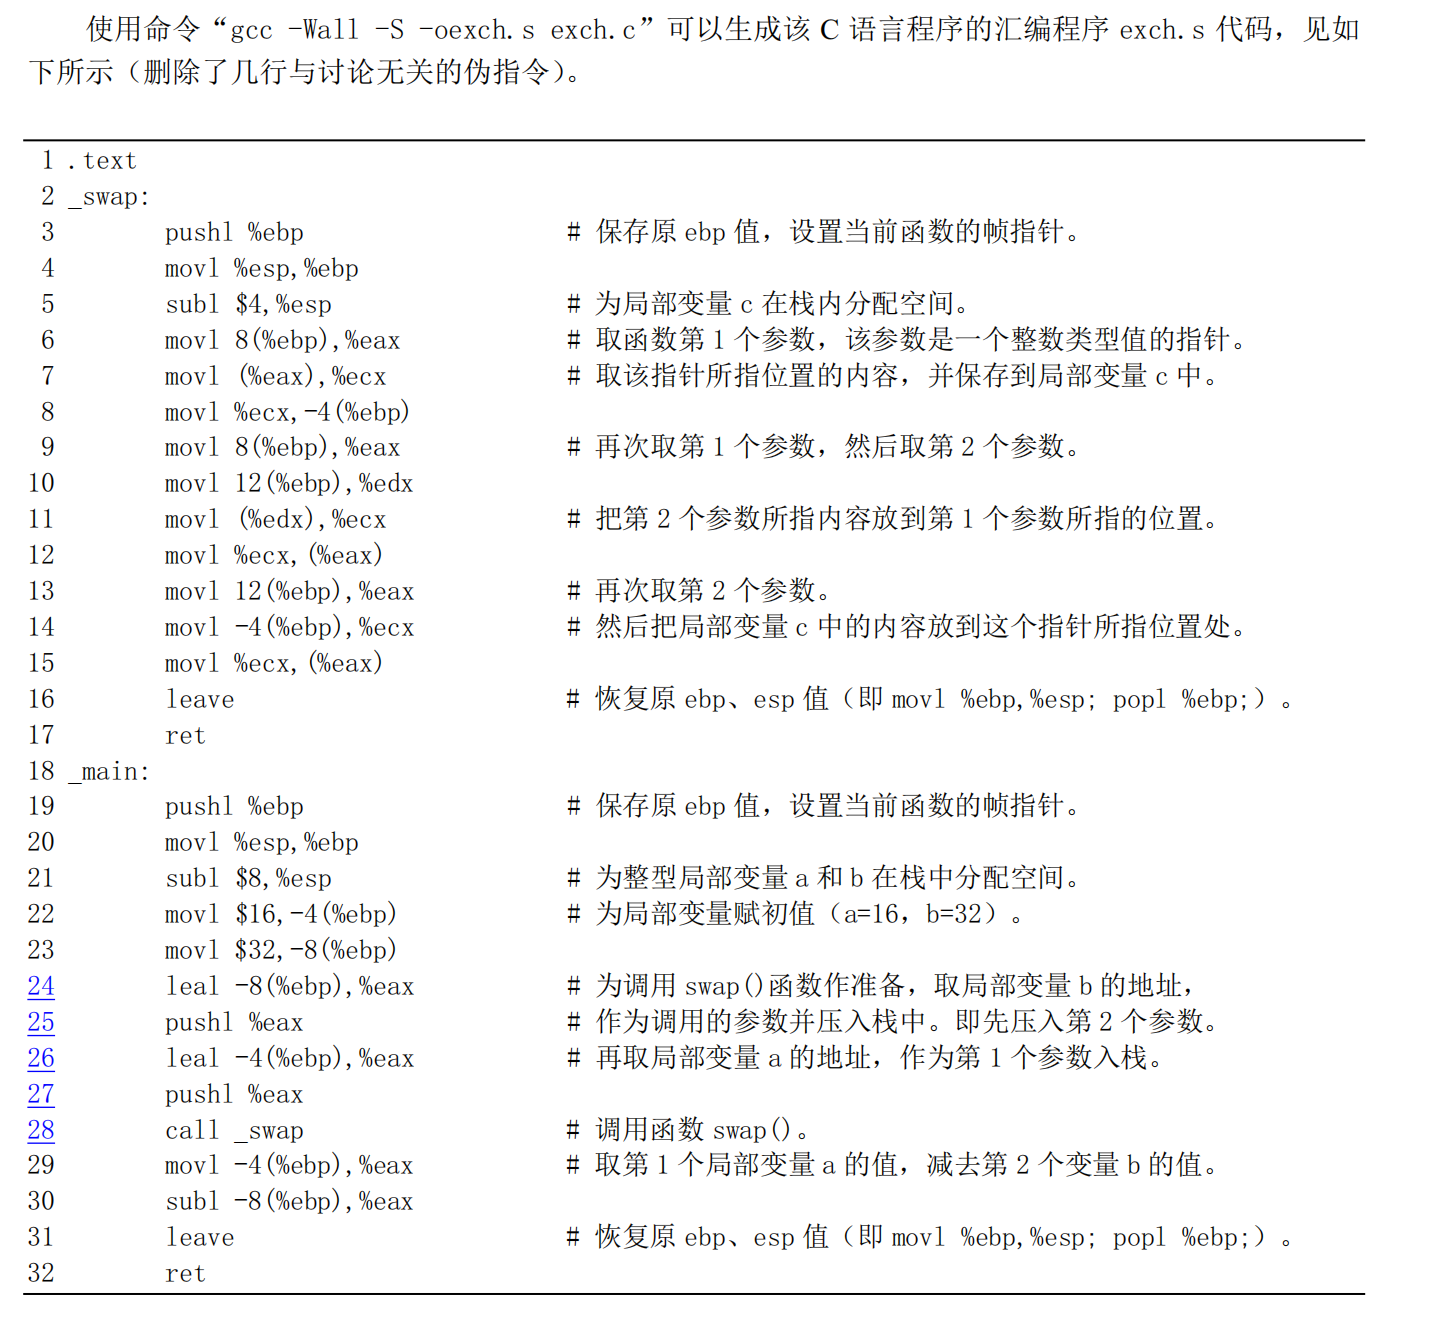 使用命令“gcc -Wall -S -oexch.s exch.c”可以生成该 C 语言程序的汇编程序 exch.s 代码，见如
下所示（删除了几行与讨论无关的伪指令）。
1 .text
2 _swap:
3 pushl %ebp # 保存原 ebp 值，设置当前函数的帧指针。
4 movl %esp,%ebp
5 subl $4,%esp # 为局部变量 c 在栈内分配空间。
6 movl 8(%ebp),%eax # 取函数第 1 个参数，该参数是一个整数类型值的指针。
7 movl (%eax),%ecx # 取该指针所指位置的内容，并保存到局部变量 c 中。
8 movl %ecx,-4(%ebp)
9 movl 8(%ebp),%eax # 再次取第 1 个参数，然后取第 2 个参数。
10 movl 12(%ebp),%edx
11 movl (%edx),%ecx # 把第 2 个参数所指内容放到第 1 个参数所指的位置。
12 movl %ecx,(%eax)
13 movl 12(%ebp),%eax # 再次取第 2 个参数。
14 movl -4(%ebp),%ecx # 然后把局部变量 c 中的内容放到这个指针所指位置处。
15 movl %ecx,(%eax)
16 leave # 恢复原 ebp、esp 值（即 movl %ebp,%esp; popl %ebp;）。
17 ret
18 _main:
19 pushl %ebp # 保存原 ebp 值，设置当前函数的帧指针。
20 movl %esp,%ebp
21 subl $8,%esp # 为整型局部变量 a 和 b 在栈中分配空间。
22 movl $16,-4(%ebp) # 为局部变量赋初值（a=16，b=32）。
23 movl $32,-8(%ebp)
24 leal -8(%ebp),%eax # 为调用 swap()函数作准备，取局部变量 b 的地址，
25 pushl %eax # 作为调用的参数并压入栈中。即先压入第 2 个参数。
26 leal -4(%ebp),%eax # 再取局部变量 a 的地址，作为第 1 个参数入栈。
27 pushl %eax
28 call _swap # 调用函数 swap()。
29 movl -4(%ebp),%eax # 取第 1 个局部变量 a 的值，减去第 2 个变量 b 的值。
30 subl -8(%ebp),%eax
31 leave # 恢复原 ebp、esp 值（即 movl %ebp,%esp; popl %ebp;）。
32 ret